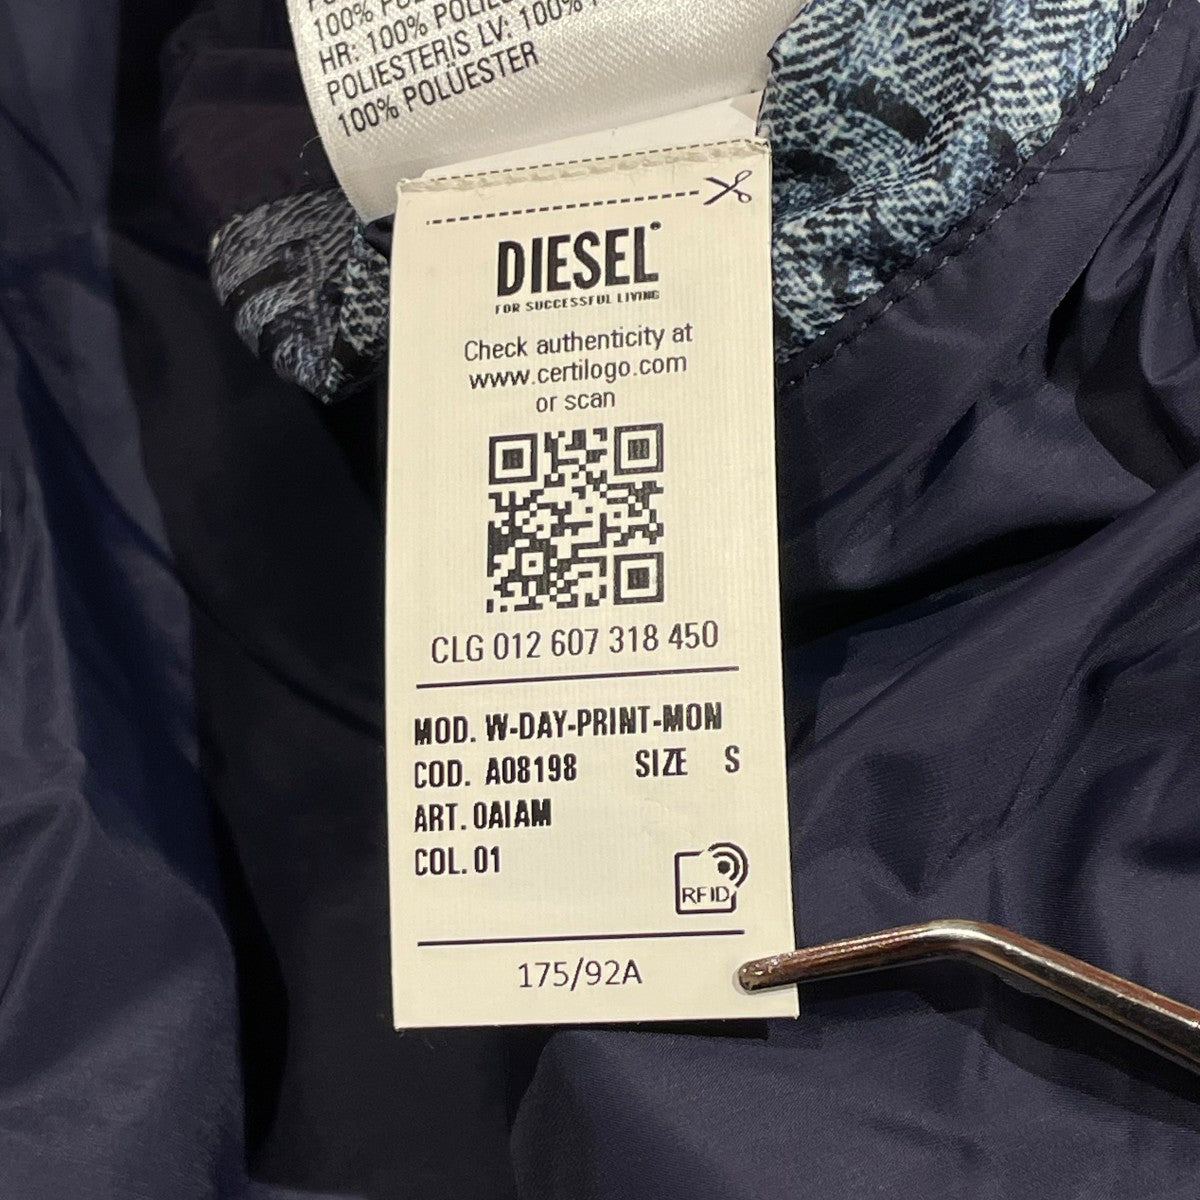 100%
HR: 100%
POLIESTERIS LV: 100%
100% POLÜESTER
DIESEL®
FOR SUCCESSFUL LIVING
Check authenticity at
www.certilogo.com
or scan
CLG 012 607 318 450
MOD. W-DAY-PRINT-MON
COD. A08198 SIZE S
ART. 0AIAM
COL. 01
RFID
175/92A